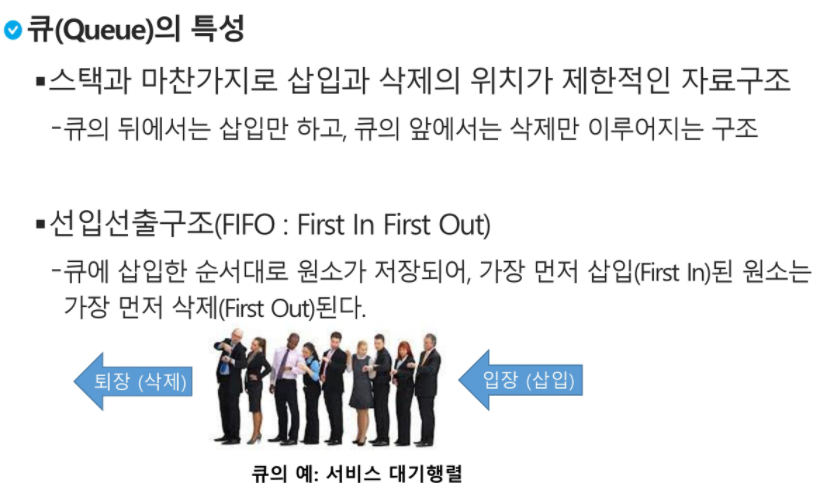 큐(Queue)의 특성
▪스택과 마찬가지로 삽입과 삭제의 위치가 제한적인 자료구조
-큐의 뒤에서는 삽입만 하고, 큐의 앞에서는 삭제만 이루어지는 구조
▪선입선출구조(FIFO : First In First Out)
-큐에 삽입한 순서대로 원소가 저장되어, 가장 먼저 삽입(First In)된 원소는
가장 먼저 삭제(First Out)된다.
퇴장 (삭제)
입장 (삽입)
큐의 예: 서비스 대기행렬